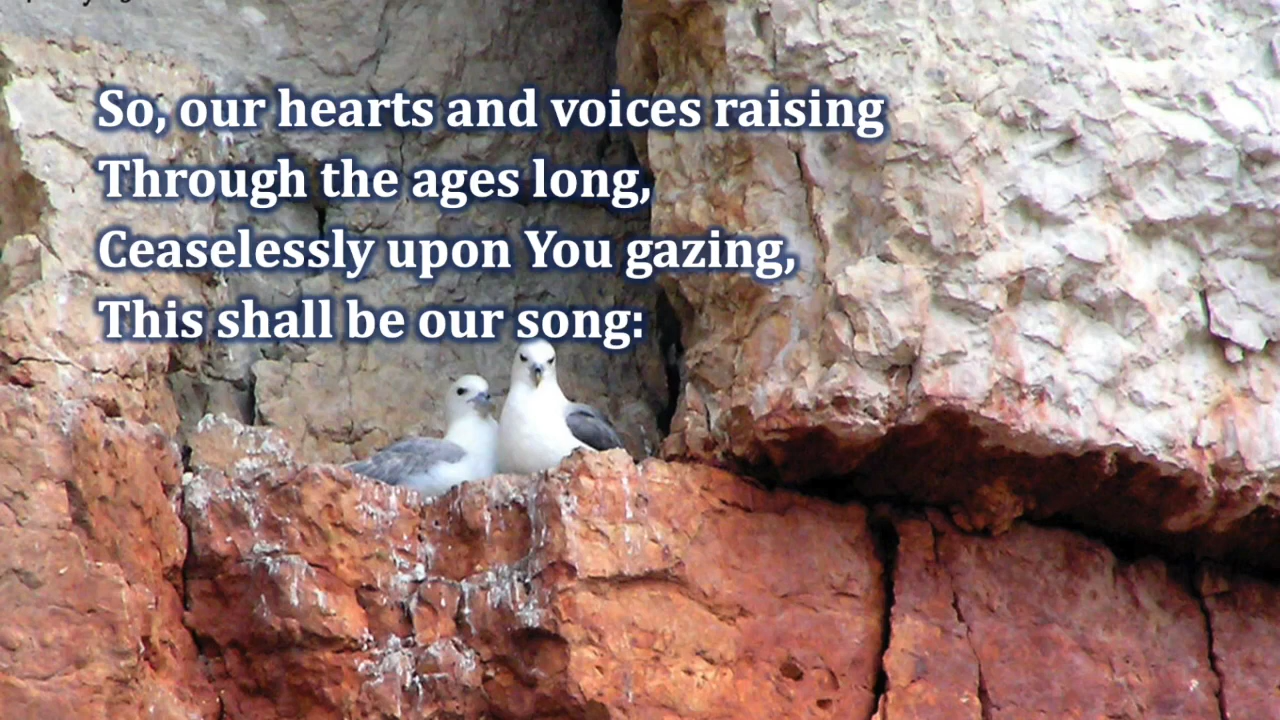 So, our hearts and voices raising
Through the ages long,
Ceaselessly upon You gazing,
This shall be our song: